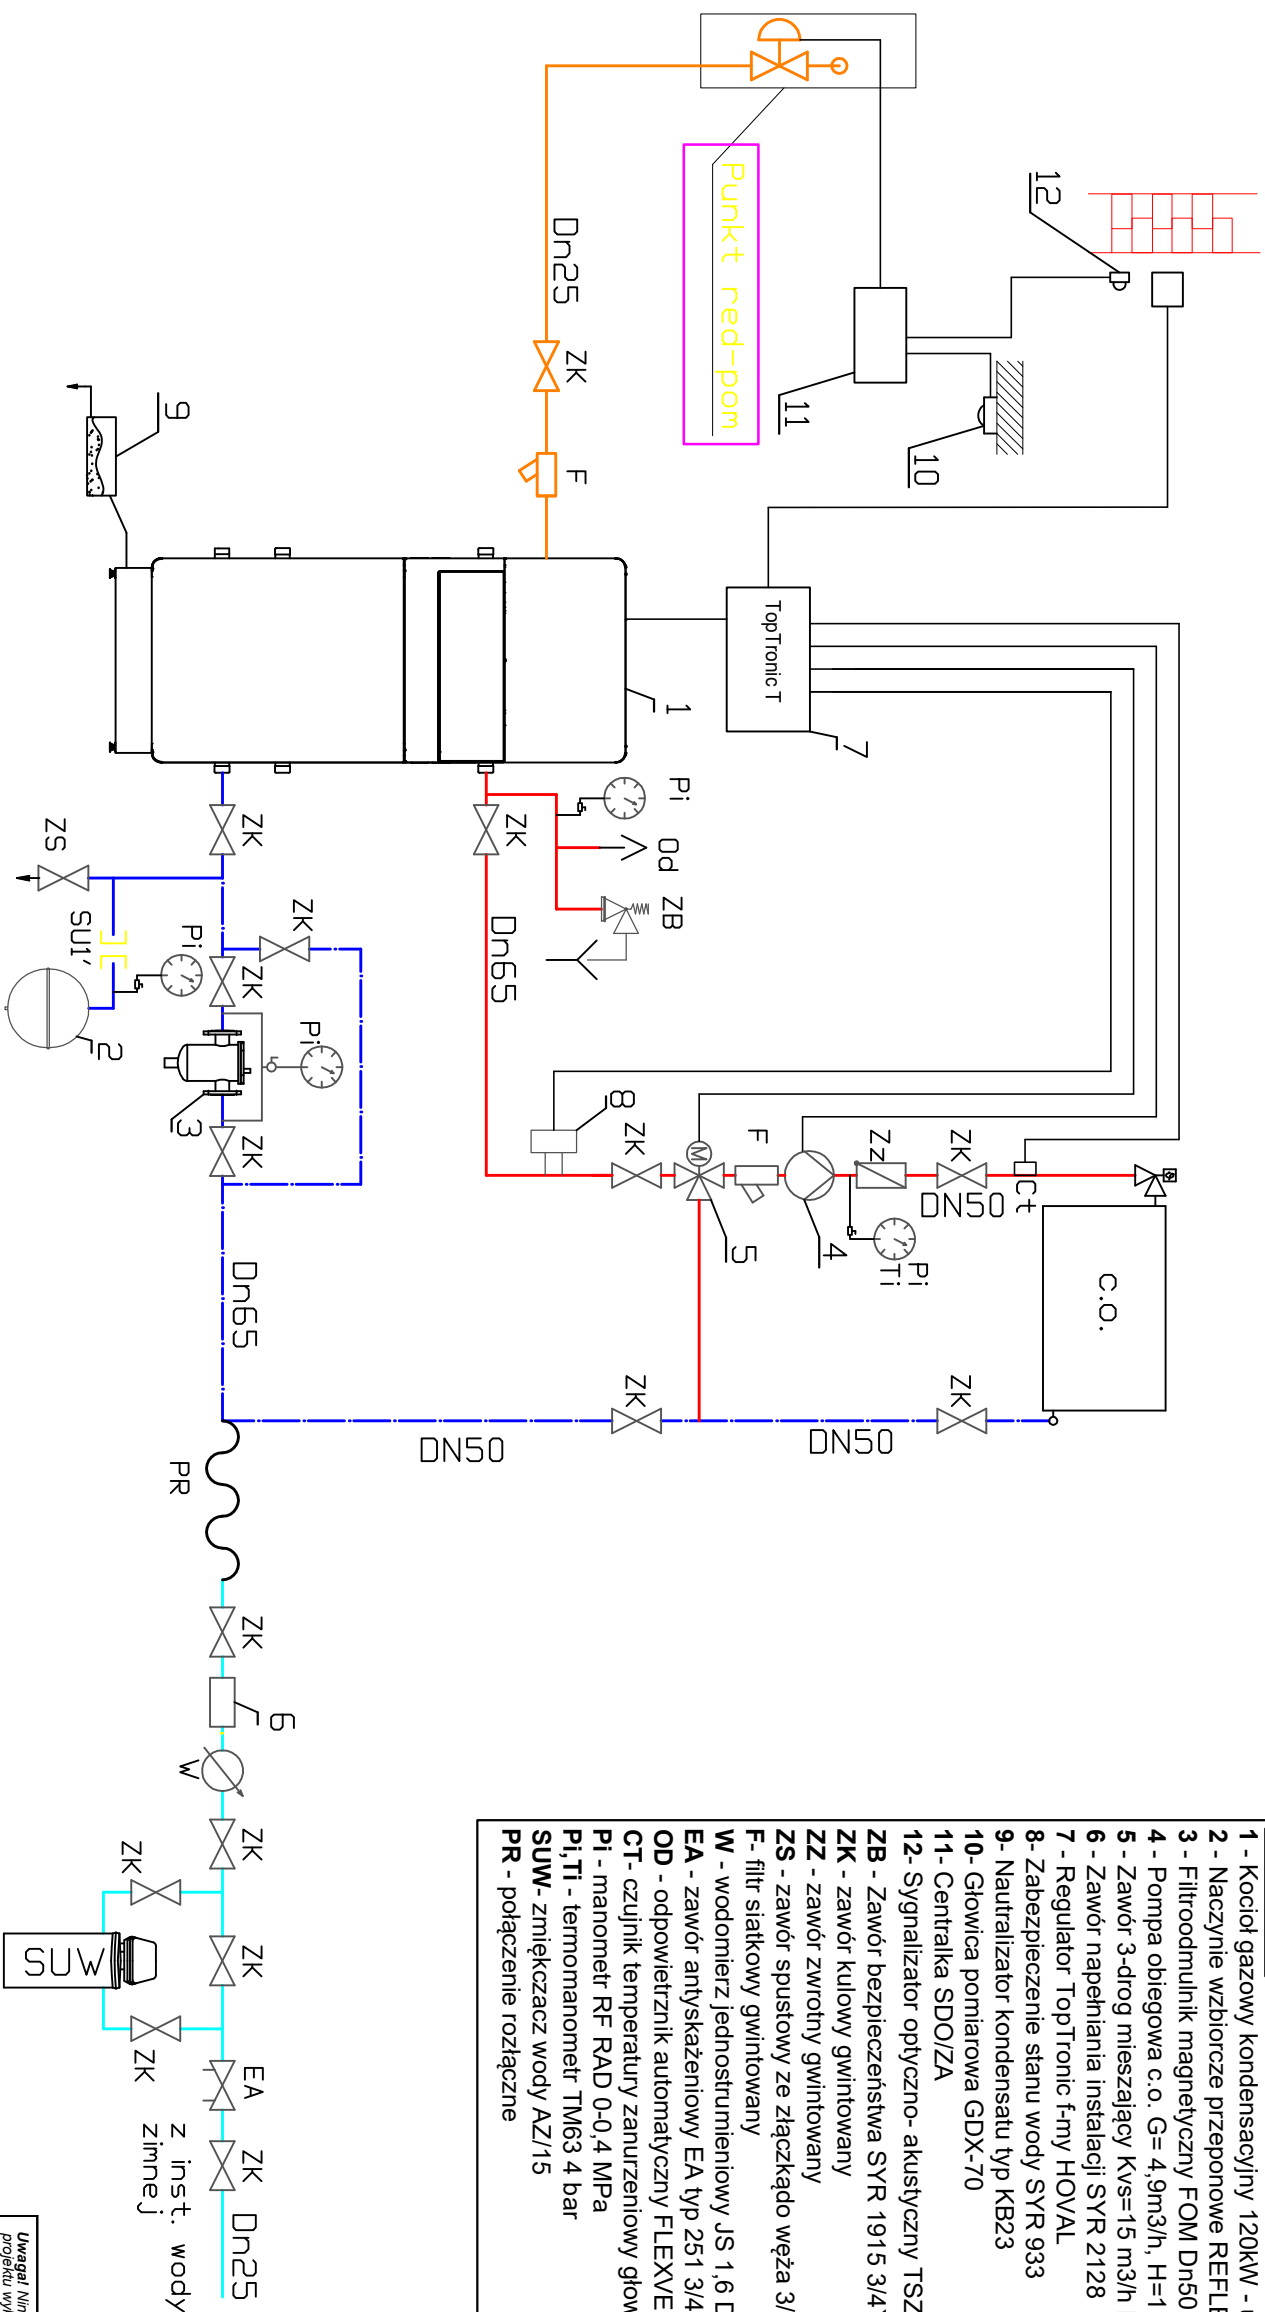 1 - Kocioł gazowy kondensacyjny 120kW -
2 - Naczynie wzbiorcze przeponowe
3 - Filtroodmulnik magnetyczny FOM Dn50
4 - Pompa obiegowa c.o. G= 4,9m3/h,
5 - Zawór 3-drog mieszający Kvs=15 m3/h
6 - Zawór napełniania instalacji SYR 2128
7 - Regulator TopTronic f-my HOVAL
8- Zabezpieczenie stanu wody SYR 933
9- Nautralizator kondensatu typ KB23
10- Głowica pomiarowa GDX-70
11- Centralka SDO/ZA
12- Sygnalizator optyczno- akustyczny
ZB - Zawór bezpieczeństwa SYR 1915
ZK - zawór kulowy gwintowany
ZZ - zawór zwrotny gwintowany
ZS - zawór spustowy ze złączkądo węża
F- filtr siatkowy gwintowany
W - wodomierz jednostrumieniowy JS 1,6
EA - zawór antyskażeniowy EA typ 251
OD - odpowietrznik automatyczny
CT- czujnik temperatury zanurzeniowy
Pi - manometr RF RAD 0-0,4 MPa
Pi,Ti - termomanometr TM63 4 bar
SUW- zmiękczacz wody AZ/15
PR - połączenie rozłączne
12
11
10
Punkt red-pom
Dn25
ZK
F
9
TopTronic T
7
1
Pi
Od
ZB
ZK
Dn65
ZK
ZS
SU1'
Pi
2
ZK
ZK
Pi
3
ZK
8
ZK
M
5
F
4
Zz
Pi
Ti
ZK
DN50
Ct
c.o.
ZK
DN50
ZK
DN50
Dn65
PR
ZK
6
W
ZK
ZK
ZK
SUW
ZK
EA
ZK
Dn25
z inst. wody
zimnej
Uwaga!
projektu